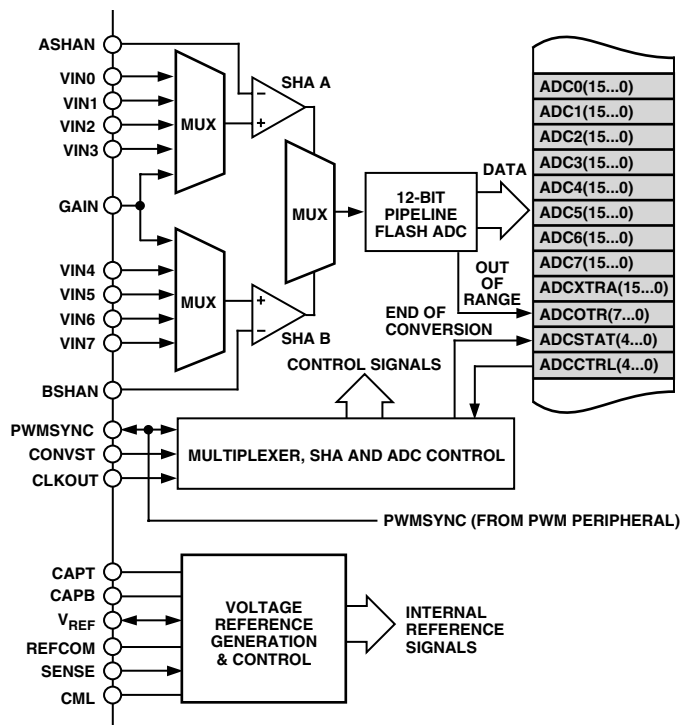 ASHAN
VIN0
VIN1
VIN2
VIN3
GAIN
VIN4
VIN5
VIN6
VIN7
BSHAN
PWMSYNC
CONVST
CLKOUT
CAPT
CAPB
VREF
REFCOM
SENSE
CML
MUX
MUX
SHA A
−
+
+
−
SHA B
MUX
12-BIT
PIPELINE
FLASH ADC
DATA
OUT
OF
RANGE
END OF
CONVERSION
CONTROL SIGNALS
MULTIPLEXER, SHA AND ADC CONTROL
PWMSYNC (FROM PWM PERIPHERAL)
VOLTAGE
REFERENCE
GENERATION
& CONTROL
INTERNAL
REFERENCE
SIGNALS
ADC0(15...0)
ADC1(15...0)
ADC2(15...0)
ADC3(15...0)
ADC4(15...0)
ADC5(15...0)
ADC6(15...0)
ADC7(15...0)
ADCXTRA(15...0)
ADCOTR(7...0)
ADCSTAT(4...0)
ADCCTRL(4...0)